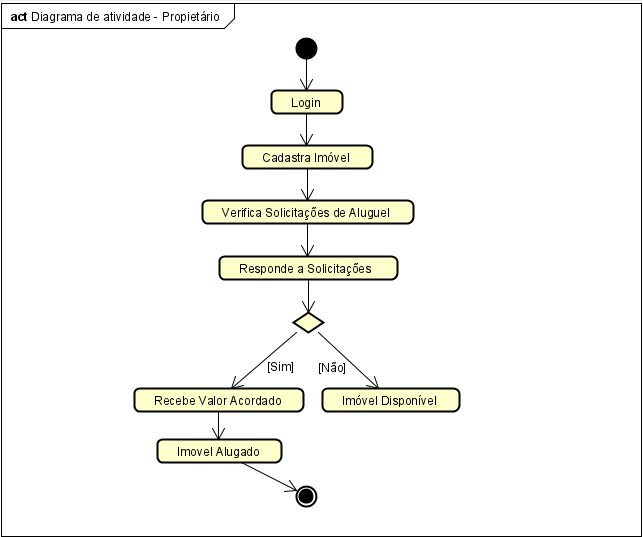 act Diagrama de atividade - Propietário
Login
Cadastra Imóvel
Verifica Solicitações de Aluguel
Responde a Solicitações
[Sim]
[Não]
Recebe Valor Acordado
Imóvel Disponível
Imovel Alugado